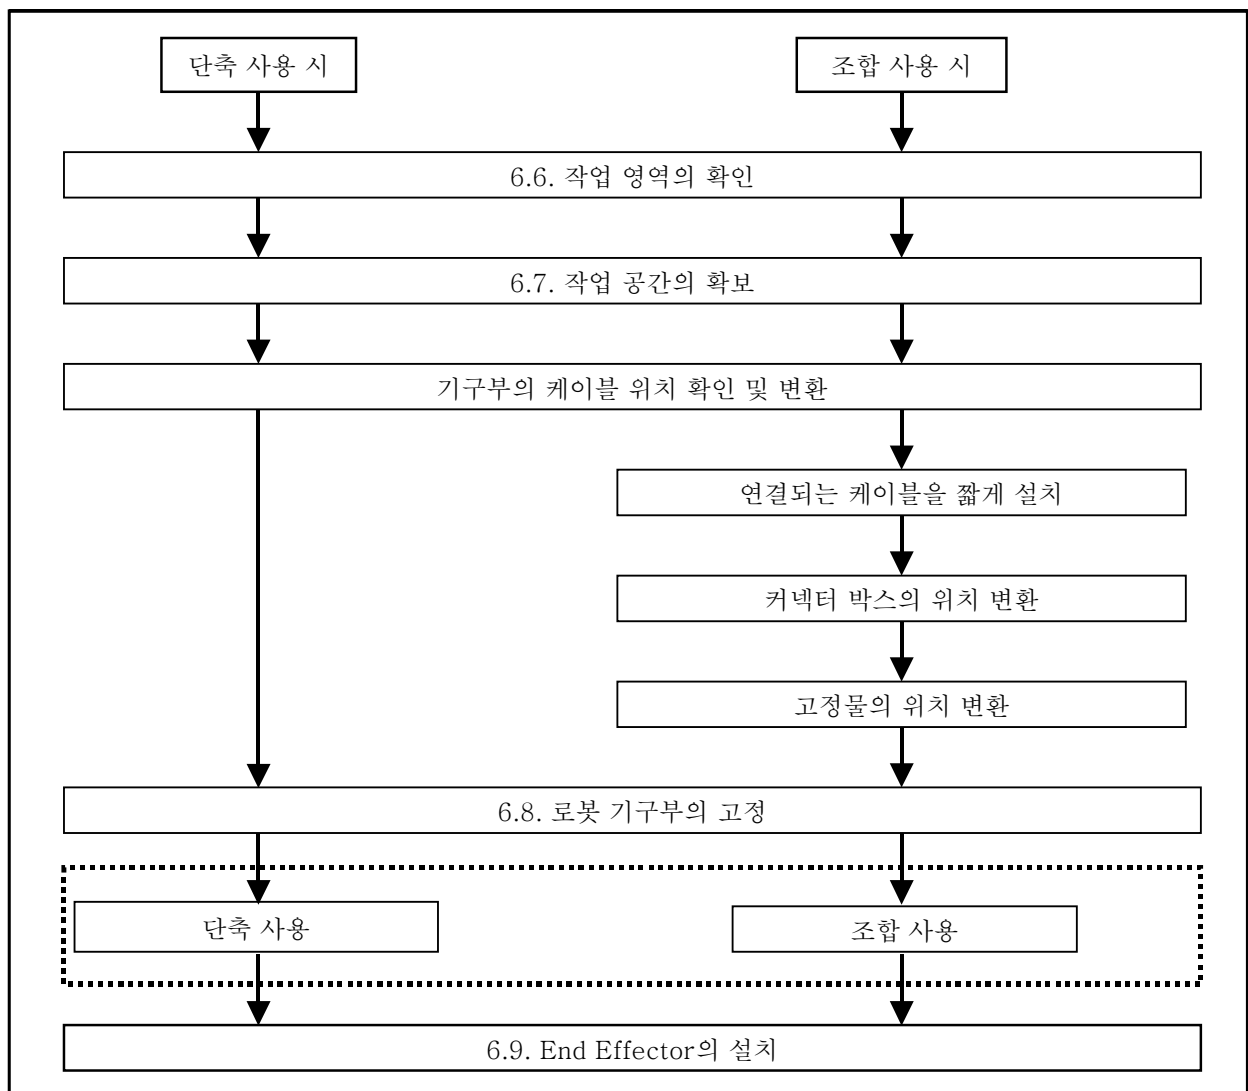 단축 사용 시
조합 사용 시
6.6. 작업 영역의 확인
6.7. 작업 공간의 확보
기구부의 케이블 위치 확인 및 변환
연결되는 케이블을 짧게 설치
커넥터 박스의 위치 변환
고정물의 위치 변환
6.8. 로봇 기구부의 고정
단축 사용
조합 사용
6.9. End Effector의 설치